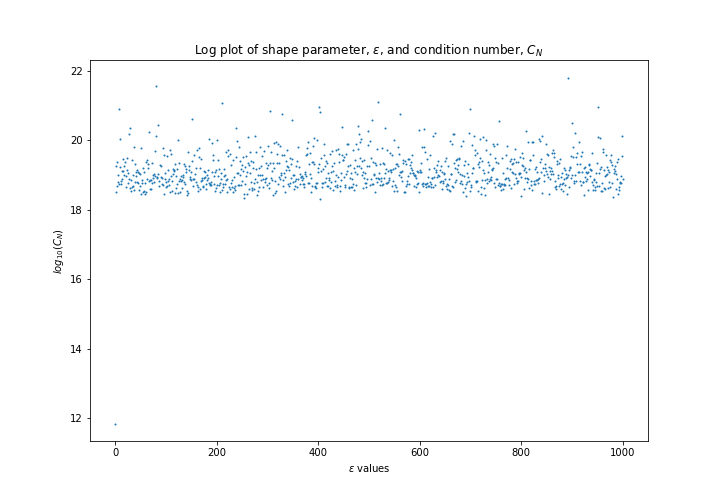 Log plot of shape parameter, ε, and condition number, C_N
22
20
18
16
14
12
log₁₀(C_N)
0 200 400 600 800 1000
ε values